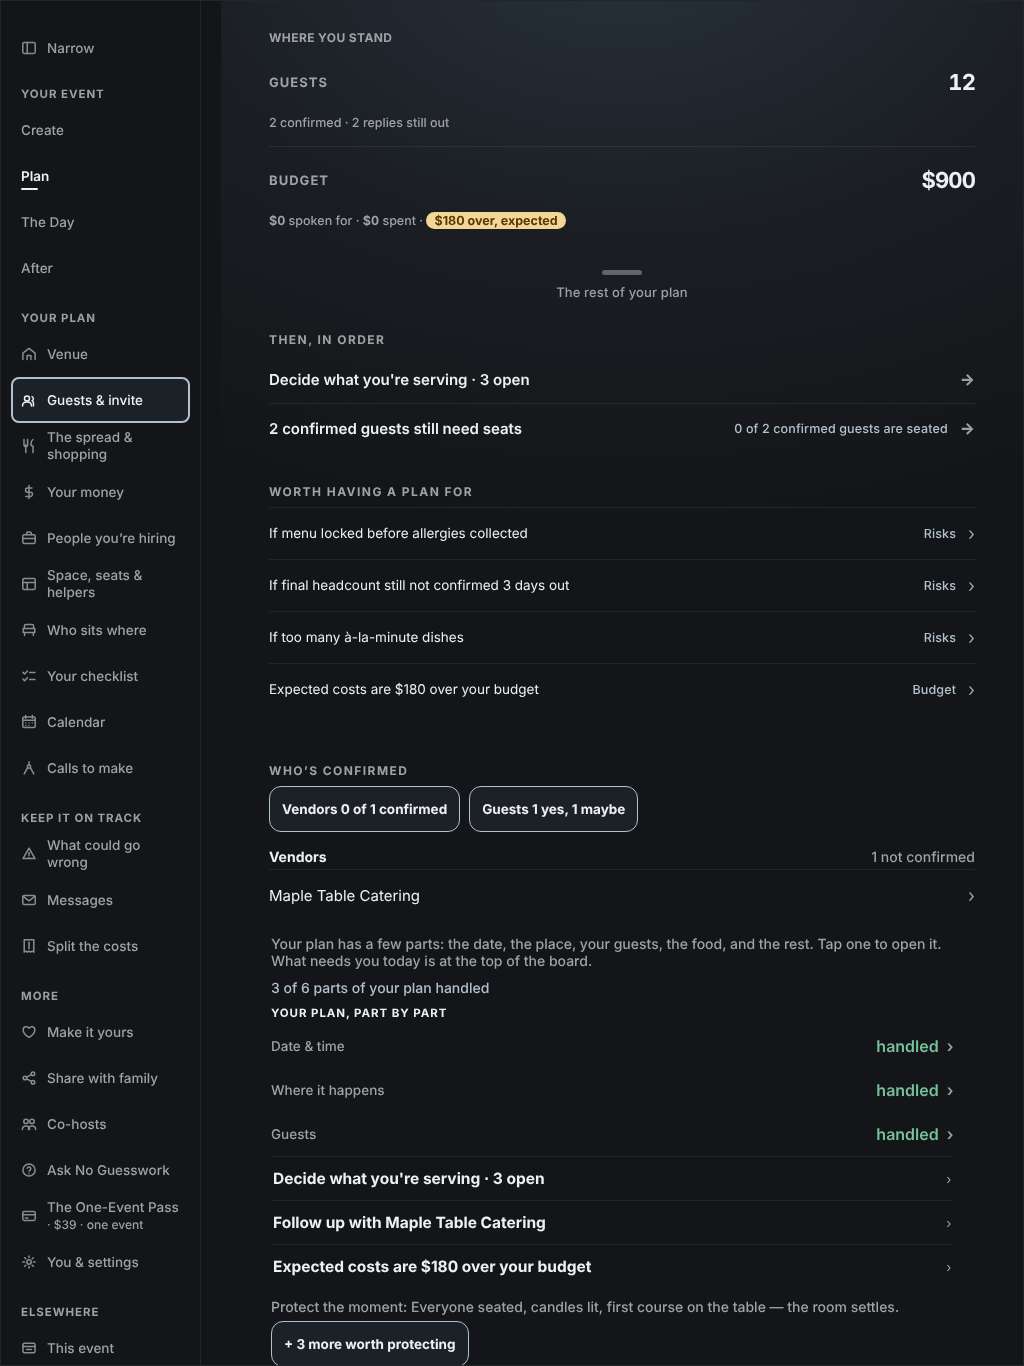 Narrow
YOUR EVENT
Create
Plan
The Day
After
YOUR PLAN
Venue
Guests & invite
The spread &
shopping
Your money
People you’re hiring
Space, seats &
helpers
Who sits where
Your checklist
Calendar
Calls to make
KEEP IT ON TRACK
What could go
wrong
Messages
Split the costs
MORE
Make it yours
Share with family
Co-hosts
Ask No Guesswork
The One-Event Pass
· $39 · one event
You & settings
ELSEWHERE
This event
WHERE YOU STAND
GUESTS 12
2 confirmed · 2 replies still out
BUDGET $900
$0 spoken for · $0 spent · $180 over, expected
The rest of your plan
THEN, IN ORDER
Decide what you're serving · 3 open
2 confirmed guests still need seats 0 of 2 confirmed guests are seated
WORTH HAVING A PLAN FOR
If menu locked before allergies collected Risks
If final headcount still not confirmed 3 days out Risks
If too many à-la-minute dishes Risks
Expected costs are $180 over your budget Budget
WHO’S CONFIRMED
Vendors 0 of 1 confirmed Guests 1 yes, 1 maybe
Vendors 1 not confirmed
Maple Table Catering
Your plan has a few parts: the date, the place, your guests, the food, and the rest. Tap one to open it.
What needs you today is at the top of the board.
3 of 6 parts of your plan handled
YOUR PLAN, PART BY PART
Date & time handled
Where it happens handled
Guests handled
Decide what you're serving · 3 open
Follow up with Maple Table Catering
Expected costs are $180 over your budget
Protect the moment: Everyone seated, candles lit, first course on the table — the room settles.
+ 3 more worth protecting